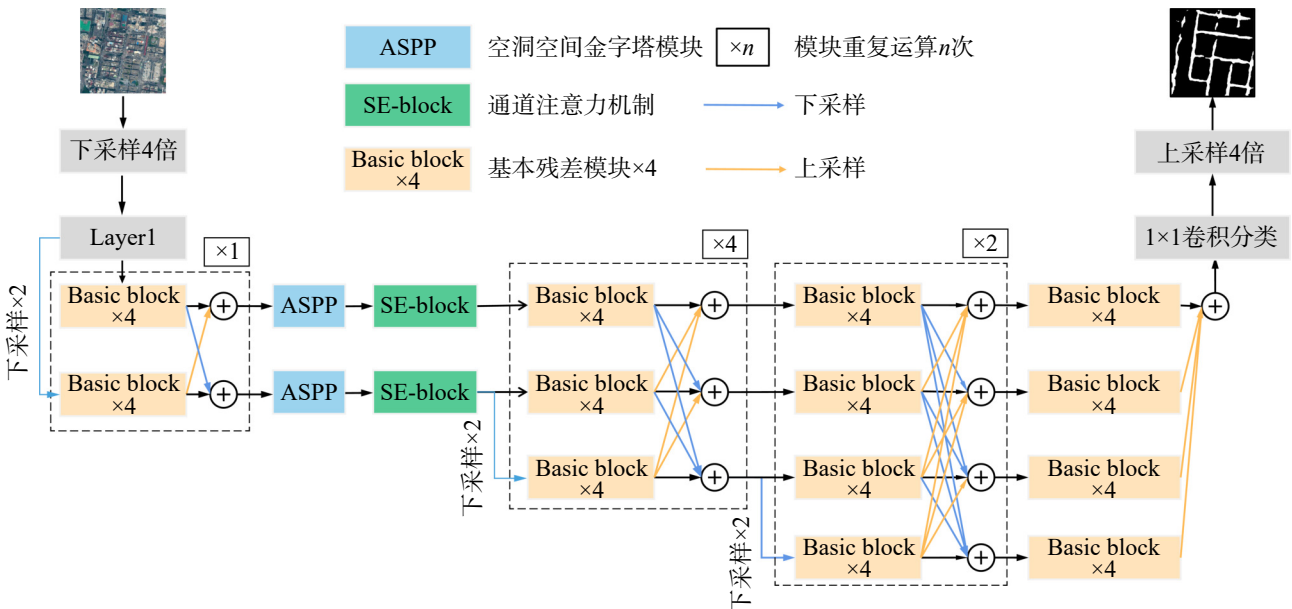 ASPP
空洞空间金字塔模块
×n
模块重复运算n次
SE-block
通道注意力机制
下采样
Basic block
×4
基本残差模块×4
上采样
下采样4倍
Layer1
下采样×2
×1
Basic block
×4
Basic block
×4
ASPP
SE-block
ASPP
SE-block
下采样×2
×4
Basic block
×4
Basic block
×4
Basic block
×4
下采样×2
×2
Basic block
×4
Basic block
×4
Basic block
×4
Basic block
×4
Basic block
×4
Basic block
×4
Basic block
×4
Basic block
×4
1×1卷积分类
上采样4倍